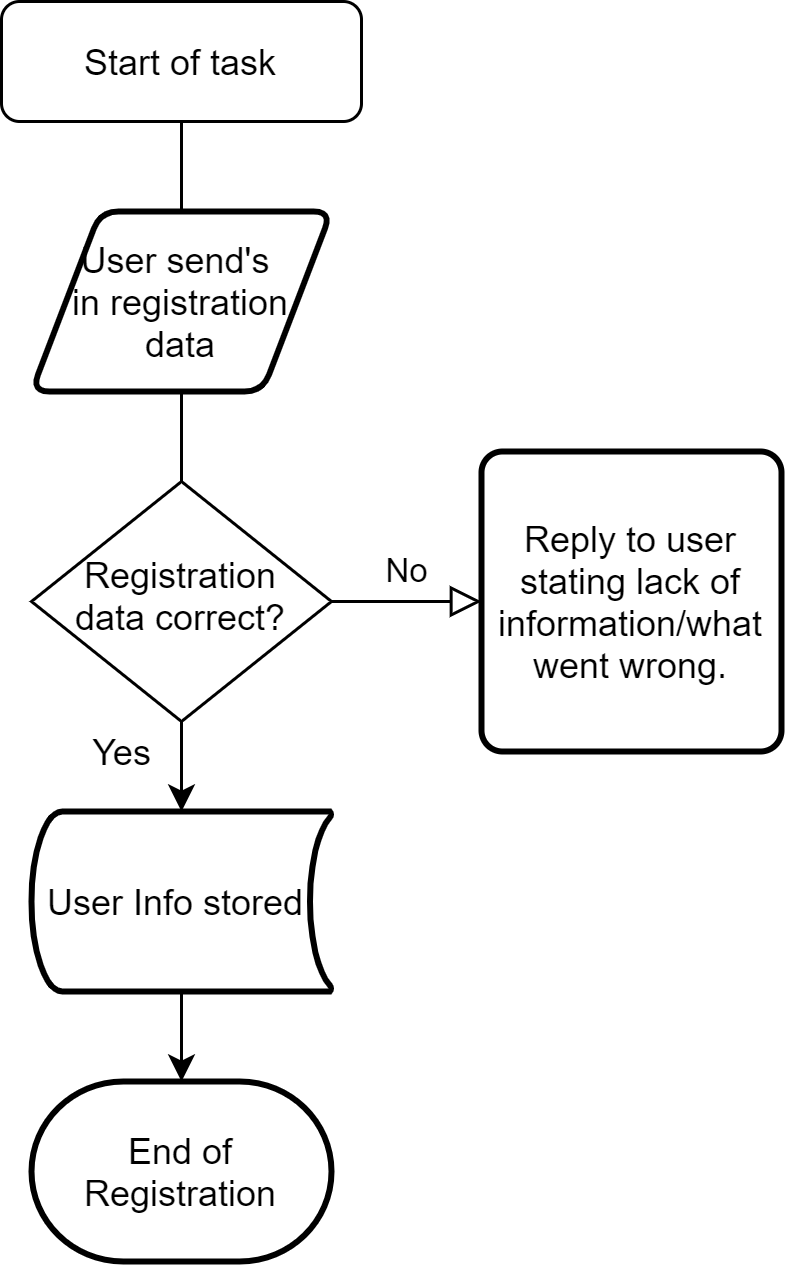 Start of task
User send's
in registration
data
Registration
data correct?
No
Reply to user
stating lack of
information/what
went wrong.
Yes
User Info stored
End of
Registration